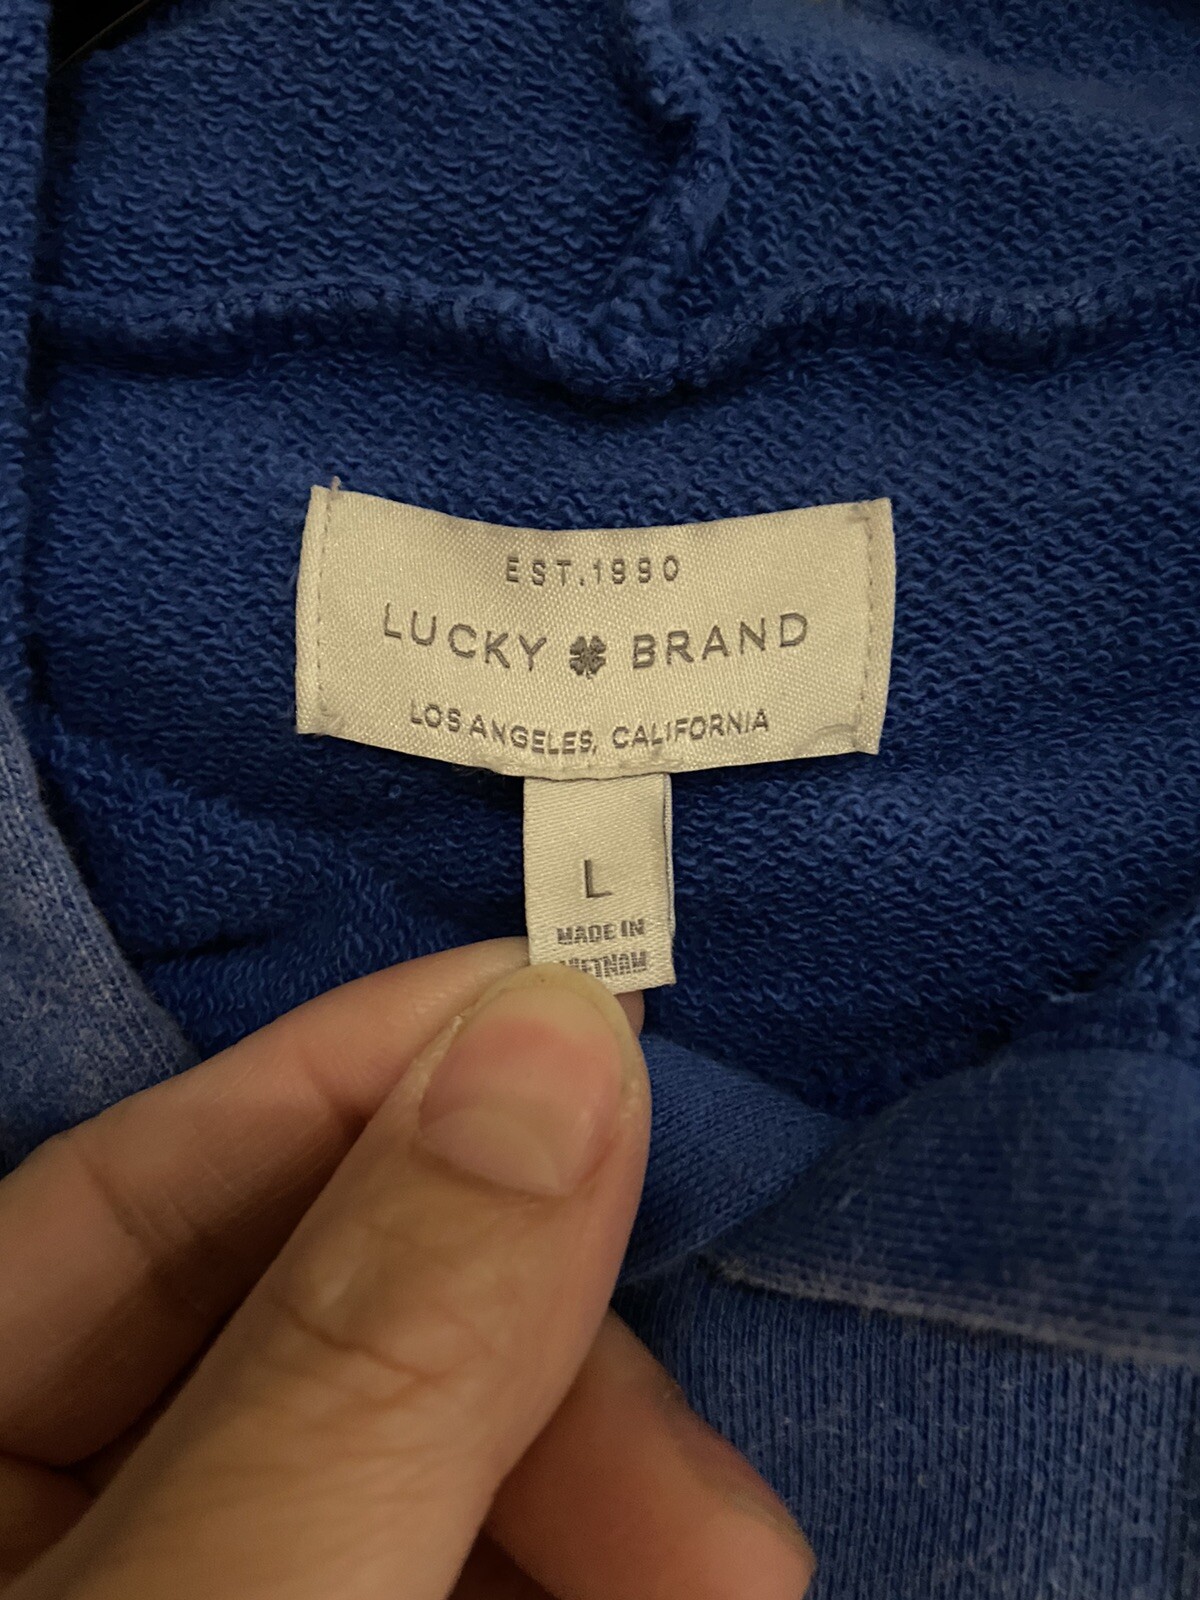 EST.1990
LUCKY BRAND
LOS ANGELES, CALIFORNIA
L
MADE IN
VIETNAM